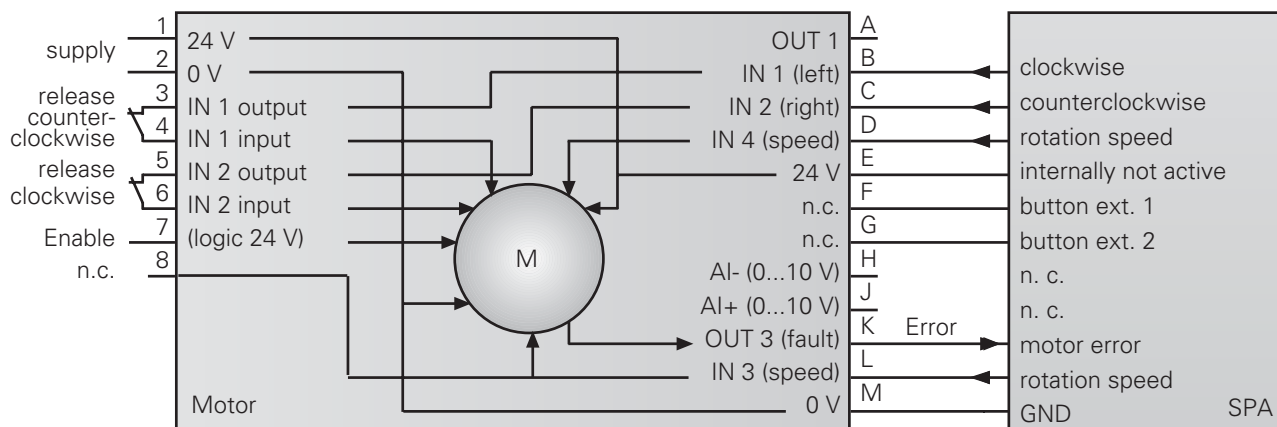 supply
1
24 V
2
0 V
release
counter-
clockwise
3
IN 1 output
4
IN 1 input
release
clockwise
5
IN 2 output
6
IN 2 input
Enable
7
(logic 24 V)
n.c.
8
Motor
M
OUT 1
A
IN 1 (left)
B
clockwise
IN 2 (right)
C
counterclockwise
IN 4 (speed)
D
rotation speed
24 V
E
internally not active
n.c.
F
button ext. 1
n.c.
G
button ext. 2
AI- (0...10 V)
H
n. c.
AI+ (0...10 V)
J
n. c.
OUT 3 (fault)
K
Error
motor error
IN 3 (speed)
L
rotation speed
0 V
M
GND
SPA